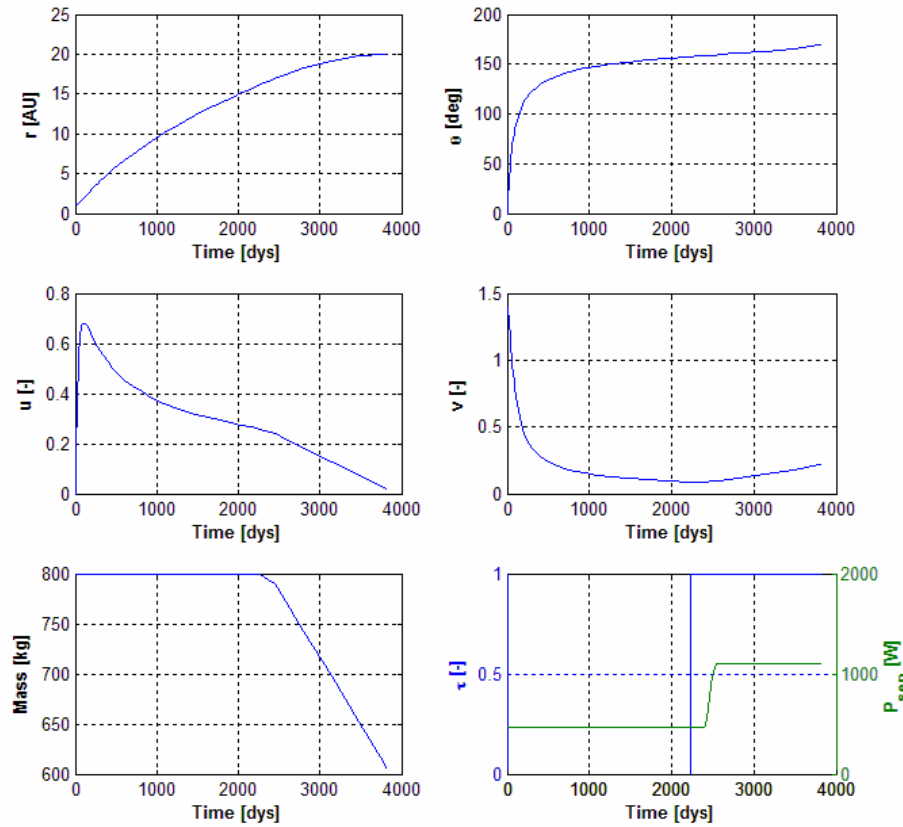 25
20
15
10
5
0
r [AU]
0 1000 2000 3000 4000
Time [dys]
200
150
100
50
0
θ [deg]
0 1000 2000 3000 4000
Time [dys]
0.8
0.6
0.4
0.2
0
u [-]
0 1000 2000 3000 4000
Time [dys]
1.5
1
0.5
0
v [-]
0 1000 2000 3000 4000
Time [dys]
800
750
700
650
600
Mass [kg]
0 1000 2000 3000 4000
Time [dys]
1
0.5
0
τ [-]
2000
1000
0
P_sep [W]
0 1000 2000 3000 4000
Time [dys]